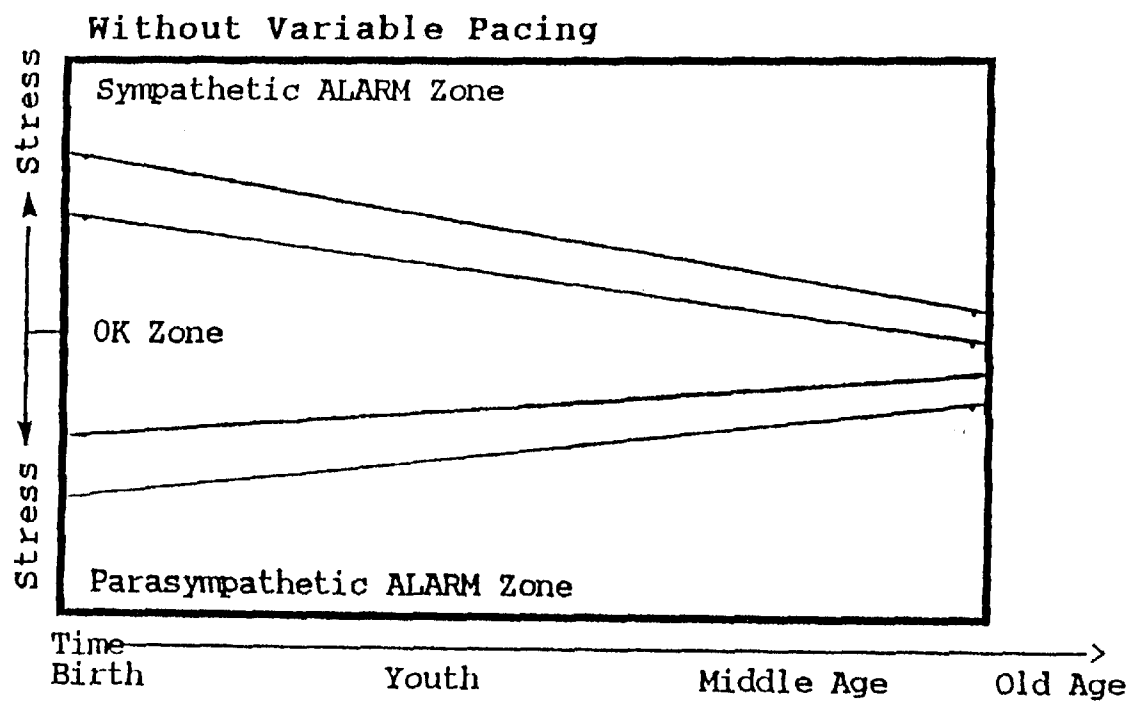 Without Variable Pacing
Stress
Sympathetic ALARM Zone
OK Zone
Stress
Parasympathetic ALARM Zone
Time
Birth Youth Middle Age Old Age